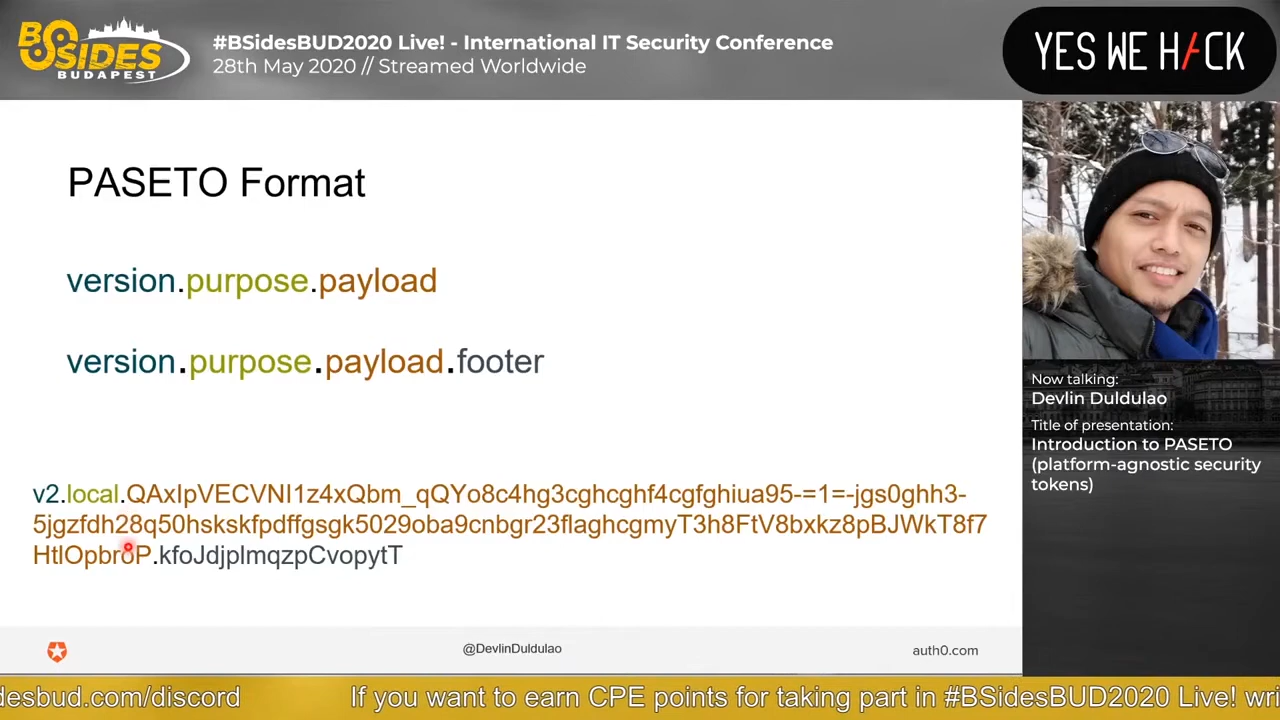 BSIDES
BUDAPEST
#BSidesBUD2020 Live! - International IT Security Conference
28th May 2020 // Streamed Worldwide
YES WE H/CK
PASETO Format
version.purpose.payload
version.purpose.payload.footer
v2.local.QAxIpVECVNI1z4xQbm_qQYo8c4hg3cghcghf4cgfghiua95-=1=-jgs0ghh3-
5jgzfdh28q50hskskfpdffgsgk5029oba9cnbgr23flaghcgmyT3h8FtV8bxkz8pBJWkT8f7
HtlOpbroP.kfoJdjplmqzpCvopytT
@DevlinDuldulao
auth0.com
Now talking:
Devlin Duldulao
Title of presentation:
Introduction to PASETO
(platform-agnostic security
tokens)
desbud.com/discord If you want to earn CPE points for taking part in #BSidesBUD2020 Live! wri